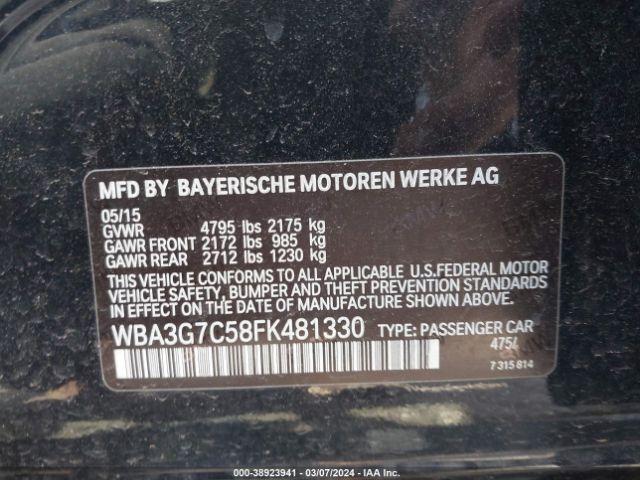 MFD BY BAYERISCHE MOTOREN WERKE AG
05/15
GVWR 4795 lbs 2175 kg
GAWR FRONT 2172 lbs 985 kg
GAWR REAR 2712 lbs 1230 kg
THIS VEHICLE CONFORMS TO ALL APPLICABLE U.S.FEDERAL MOTOR
VEHICLE SAFETY, BUMPER AND THEFT PREVENTION STANDARDS
IN EFFECT ON THE DATE OF MANUFACTURE SHOWN ABOVE.
WBA3G7C58FK481330 TYPE: PASSENGER CAR
475/
7 315 814
000-38923941 - 03/07/2024 - IAA Inc.